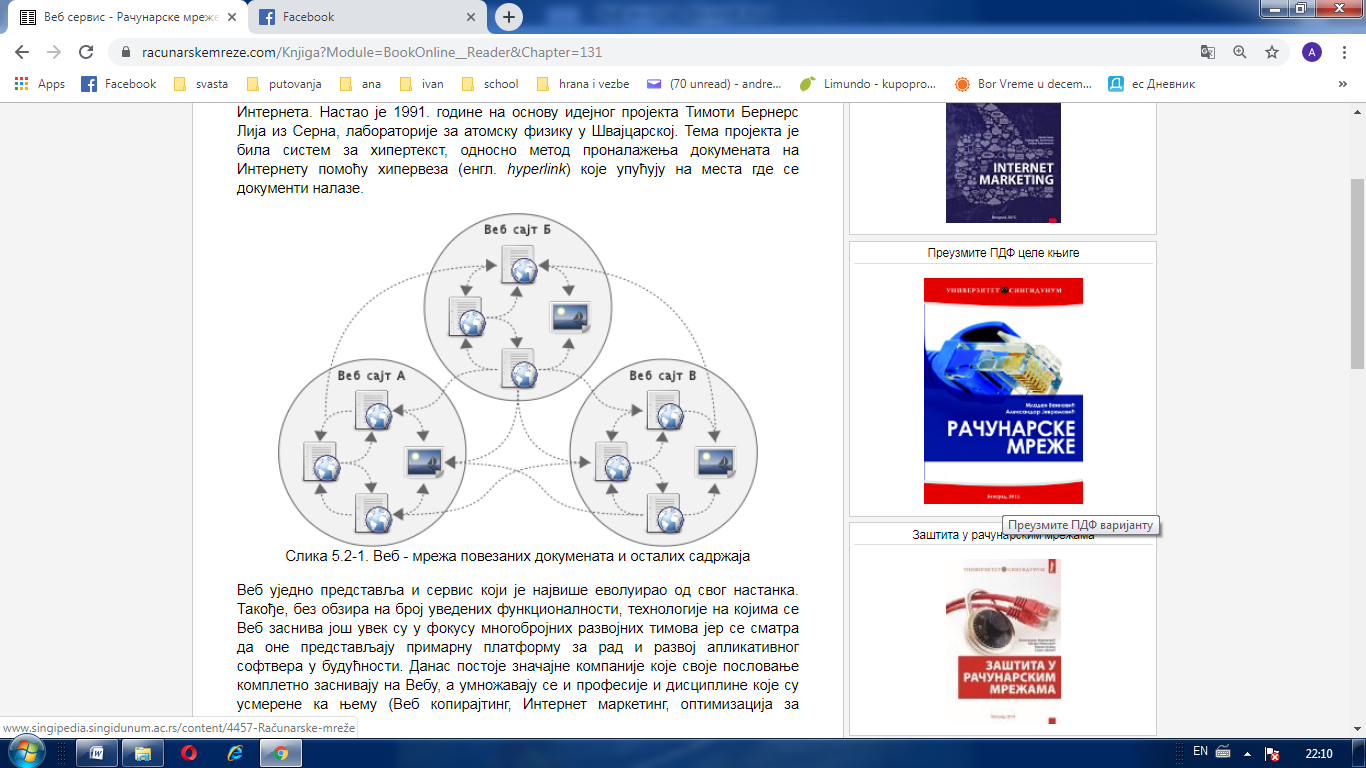 Веб сервис - Рачунарске мреже
Facebook
racunarskemreze.com/Knjiga?Module=BookOnline__Reader&Chapter=131
A
Apps
Facebook
svasta
putovanja
ana
ivan
school
hrana i vezbe
(70 unread) - andre...
Limundo - kupopro...
Bor Vreme u decem...
ес Дневник
»
Интернета. Настао је 1991. године на основу идејног пројекта Тимоти Бернерс
Лија из Серна, лабораторије за атомску физику у Швајцарској. Тема пројекта је
била систем за хипертекст, односно метод проналажења докумената на
Интернету помоћу хипервеза (енгл. hyperlink) које упућују на места где се
документи налазе.
Веб сајт Б
Веб сајт А
Веб сајт В
Слика 5.2-1. Веб - мрежа повезаних докумената и осталих садржаја
Веб уједно представља и сервис који је највише еволуирао од свог настанка.
Такође, без обзира на број уведених функционалности, технологије на којима се
Веб заснива још увек су у фокусу многобројних развојних тимова јер се сматра
да оне представљају примарну платформу за рад и развој апликативног
софтвера у будућности. Данас постоје значајне компаније које своје пословање
комплетно заснивају на Вебу, а умножавају се и професије и дисциплине које су
усмерене ка њему (Веб копирајтинг, Интернет маркетинг, оптимизација за
INTERNET
MARKETING
Преузмите ПДФ целе књиге
УНИВЕРЗИТЕТ СИНГИДУНУМ
Младен Веиновић
Александар Јевремовић
РАЧУНАРСКЕ
МРЕЖЕ
Преузмите ПДФ варијанту
Заштита у рачунарским мрежама
ЗАШТИТА У
РАЧУНАРСКИМ
МРЕЖАМА
www.singipedia.singidunum.ac.rs/content/4457-Računarske-mreže
EN
22:10